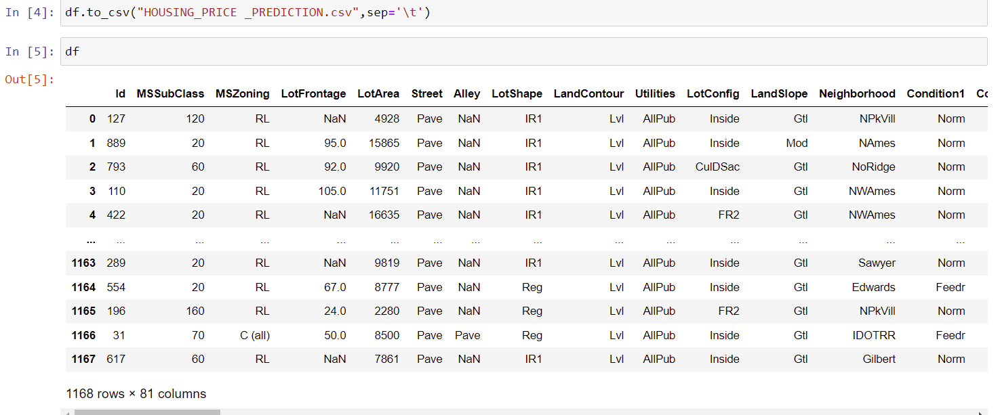 In [4]: df.to_csv("HOUSING_PRICE _PREDICTION.csv",sep='\t')
In [5]: df
Out[5]:
Id MSSubClass MSZoning LotFrontage LotArea Street Alley LotShape LandContour Utilities LotConfig LandSlope Neighborhood Condition1 Co
0 127 120 RL NaN 4928 Pave NaN IR1 Lvl AllPub Inside Gtl NPkVill Norm
1 889 20 RL 95.0 15865 Pave NaN IR1 Lvl AllPub Inside Mod NAmes Norm
2 793 60 RL 92.0 9920 Pave NaN IR1 Lvl AllPub CulDSac Gtl NoRidge Norm
3 110 20 RL 105.0 11751 Pave NaN IR1 Lvl AllPub Inside Gtl NWAmes Norm
4 422 20 RL NaN 16635 Pave NaN IR1 Lvl AllPub FR2 Gtl NWAmes Norm
... ... ... ... ... ... ... ... ... ... ... ... ... ... ...
1163 289 20 RL NaN 9819 Pave NaN IR1 Lvl AllPub Inside Gtl Sawyer Norm
1164 554 20 RL 67.0 8777 Pave NaN Reg Lvl AllPub Inside Gtl Edwards Feedr
1165 196 160 RL 24.0 2280 Pave NaN Reg Lvl AllPub FR2 Gtl NPkVill Norm
1166 31 70 C (all) 50.0 8500 Pave Pave Reg Lvl AllPub Inside Gtl IDOTRR Feedr
1167 617 60 RL NaN 7861 Pave NaN IR1 Lvl AllPub Inside Gtl Gilbert Norm
1168 rows × 81 columns